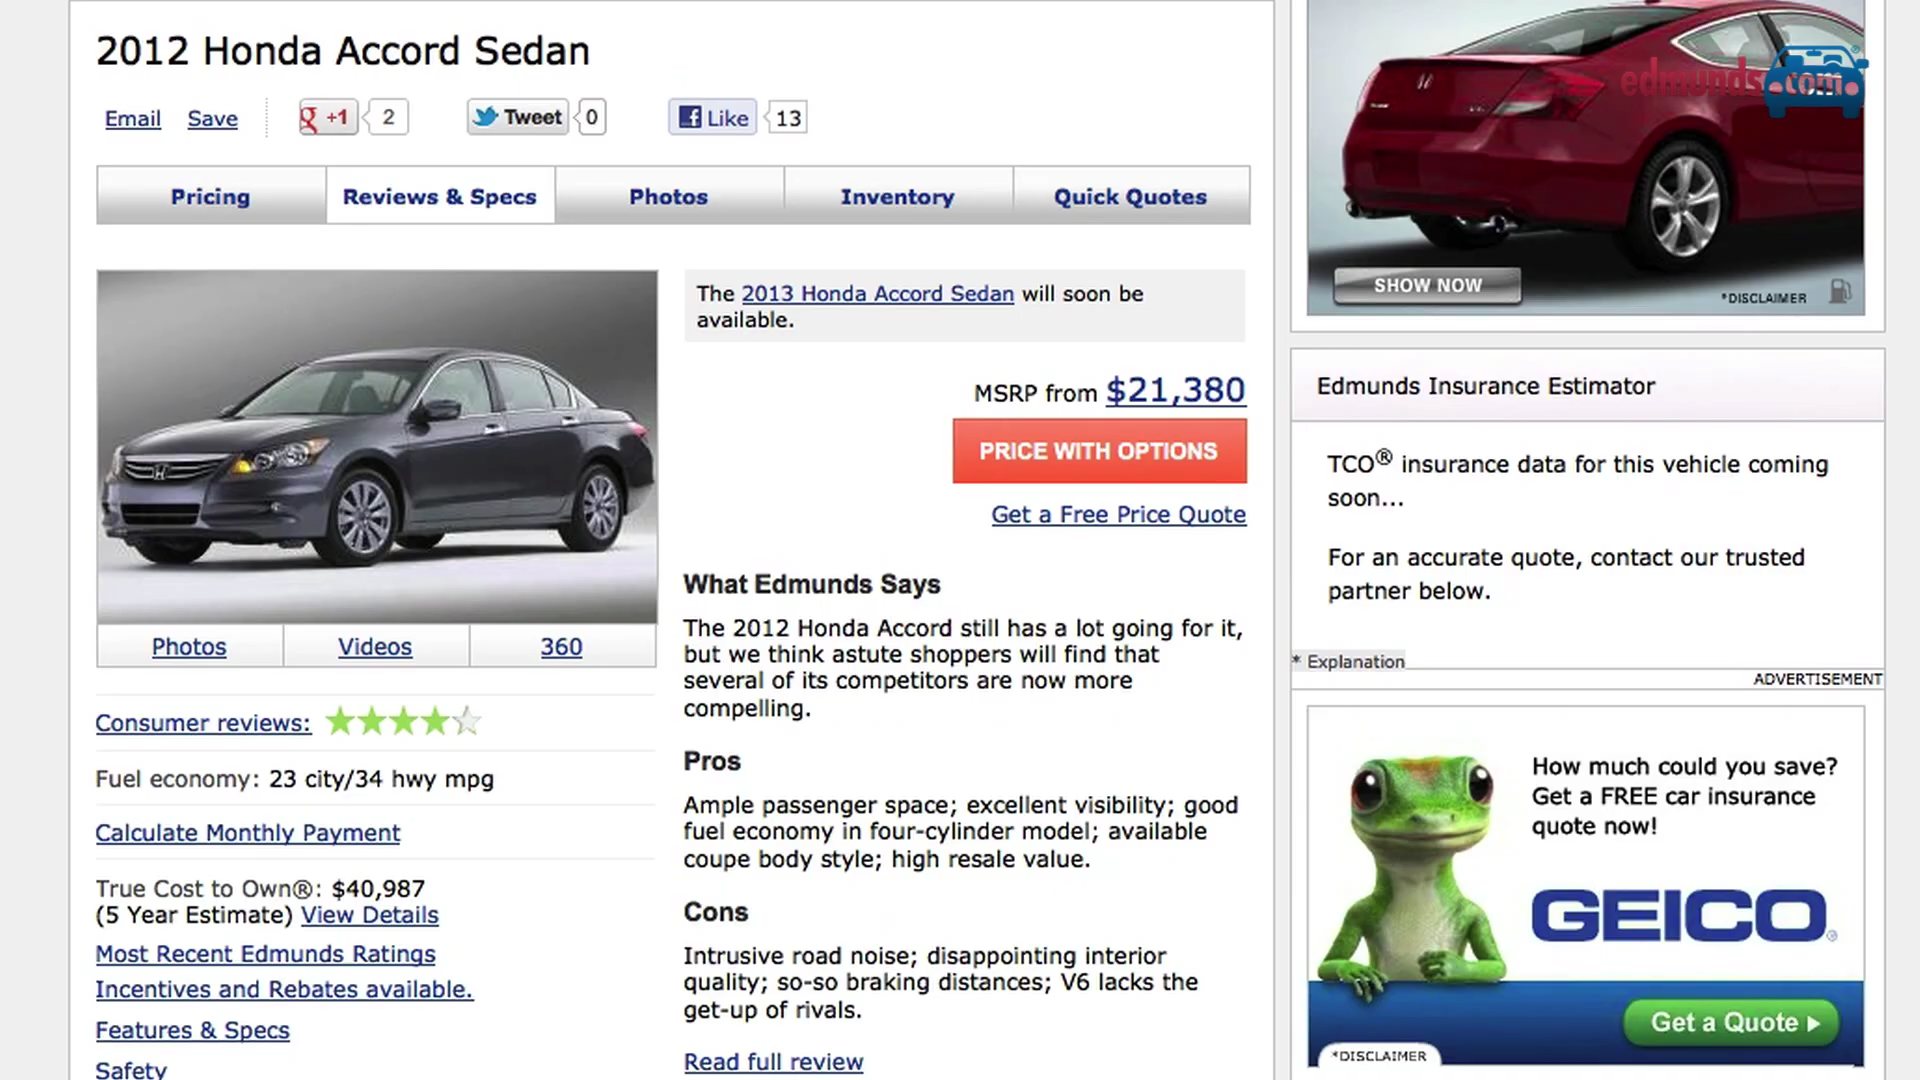 2012 Honda Accord Sedan
Email Save +1 2 Tweet 0 Like 13
Pricing Reviews & Specs Photos Inventory Quick Quotes
The 2013 Honda Accord Sedan will soon be
available.
MSRP from $21,380
PRICE WITH OPTIONS
Get a Free Price Quote
Photos Videos 360
Consumer reviews:
Fuel economy: 23 city/34 hwy mpg
Calculate Monthly Payment
True Cost to Own®: $40,987
(5 Year Estimate) View Details
Most Recent Edmunds Ratings
Incentives and Rebates available.
Features & Specs
Safety
What Edmunds Says
The 2012 Honda Accord still has a lot going for it,
but we think astute shoppers will find that
several of its competitors are now more
compelling.
Pros
Ample passenger space; excellent visibility; good
fuel economy in four-cylinder model; available
coupe body style; high resale value.
Cons
Intrusive road noise; disappointing interior
quality; so-so braking distances; V6 lacks the
get-up of rivals.
Read full review
edmunds.com
SHOW NOW
*DISCLAIMER
Edmunds Insurance Estimator
TCO® insurance data for this vehicle coming
soon...
For an accurate quote, contact our trusted
partner below.
* Explanation
ADVERTISEMENT
How much could you save?
Get a FREE car insurance
quote now!
GEICO®
Get a Quote
*DISCLAIMER